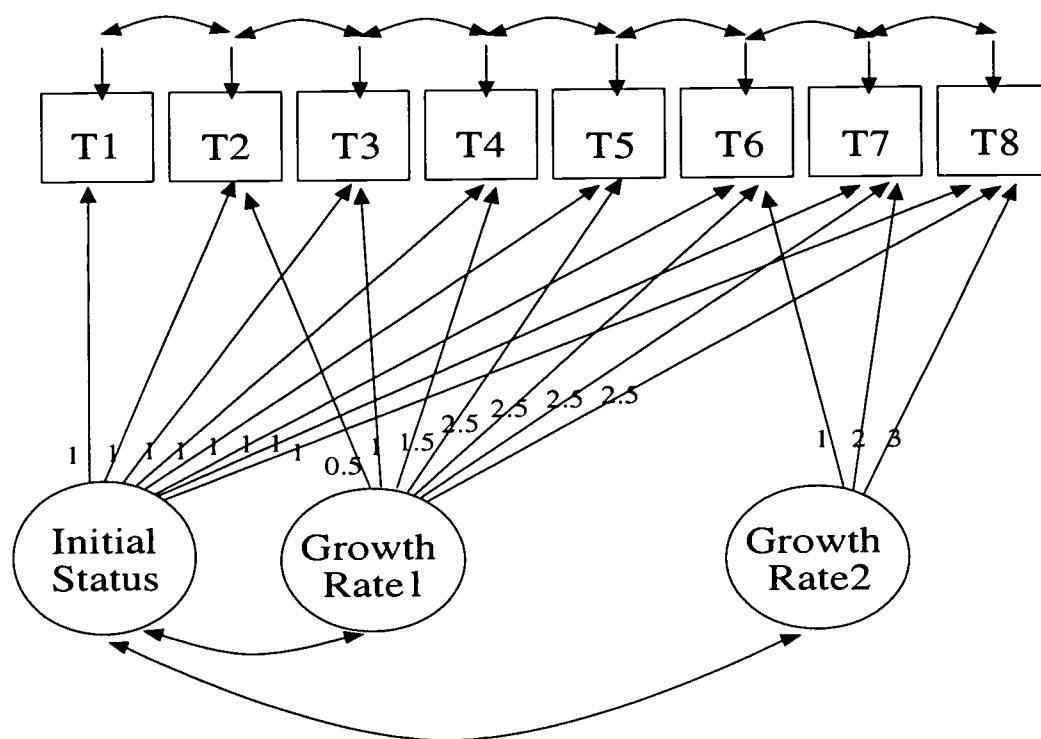 T1 T2 T3 T4 T5 T6 T7 T8
1 1 1 1 1 1 1 1 0.5 1 1.5 2.5 2.5 2.5 2.5 1 2 3
Initial
Status
Growth
Rate1
Growth
Rate2